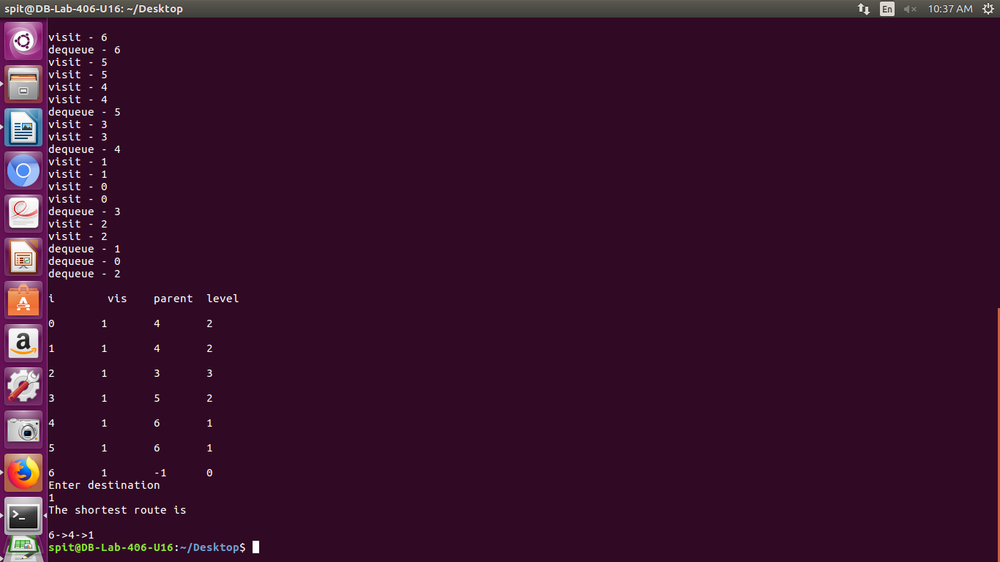 spit@DB-Lab-406-U16: ~/Desktop En 10:37 AM
visit - 6
dequeue - 6
visit - 5
visit - 5
visit - 4
visit - 4
dequeue - 5
visit - 3
visit - 3
dequeue - 4
visit - 1
visit - 1
visit - 0
visit - 0
dequeue - 3
visit - 2
visit - 2
dequeue - 1
dequeue - 0
dequeue - 2
i vis parent level
0 1 4 2
1 1 4 2
2 1 3 3
3 1 5 2
4 1 6 1
5 1 6 1
6 1 -1 0
Enter destination
1
The shortest route is
6->4->1
spit@DB-Lab-406-U16:~/Desktop$